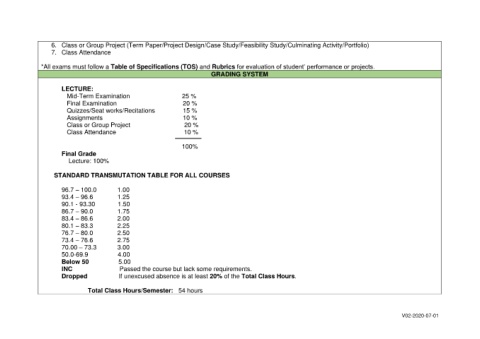 6. Class or Group Project (Term Paper/Project Design/Case Study/Feasibility Study/Culminating Activity/Portfolio)
7. Class Attendance
*All exams must follow a Table of Specifications (TOS) and Rubrics for evaluation of student' performance or projects.
GRADING SYSTEM
LECTURE:
Mid-Term Examination 25 %
Final Examination 20 %
Quizzes/Seat works/Recitations 15 %
Assignments 10 %
Class or Group Project 20 %
Class Attendance 10 %
100%
Final Grade
Lecture: 100%
STANDARD TRANSMUTATION TABLE FOR ALL COURSES
96.7 – 100.0 1.00
93.4 – 96.6 1.25
90.1 - 93.30 1.50
86.7 – 90.0 1.75
83.4 – 86.6 2.00
80.1 – 83.3 2.25
76.7 – 80.0 2.50
73.4 – 76.6 2.75
70.00 – 73.3 3.00
50.0-69.9 4.00
Below 50 5.00
INC Passed the course but lack some requirements.
Dropped If unexcused absence is at least 20% of the Total Class Hours.
Total Class Hours/Semester: 54 hours
V02-2020-07-01